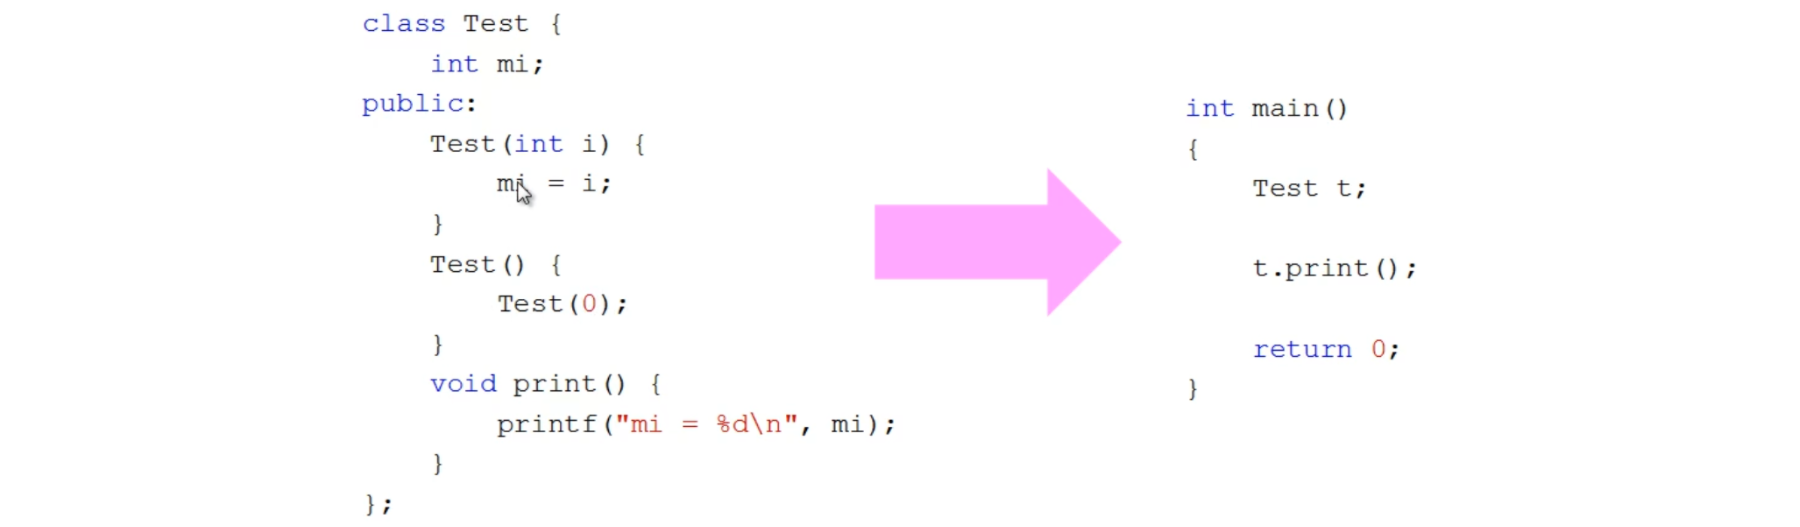 class Test {
    int mi;
public:
    Test(int i) {
        mi = i;
    }
    Test() {
        Test(0);
    }
    void print() {
        printf("mi = %d\n", mi);
    }
};
int main()
{
    Test t;
    t.print();
    return 0;
}